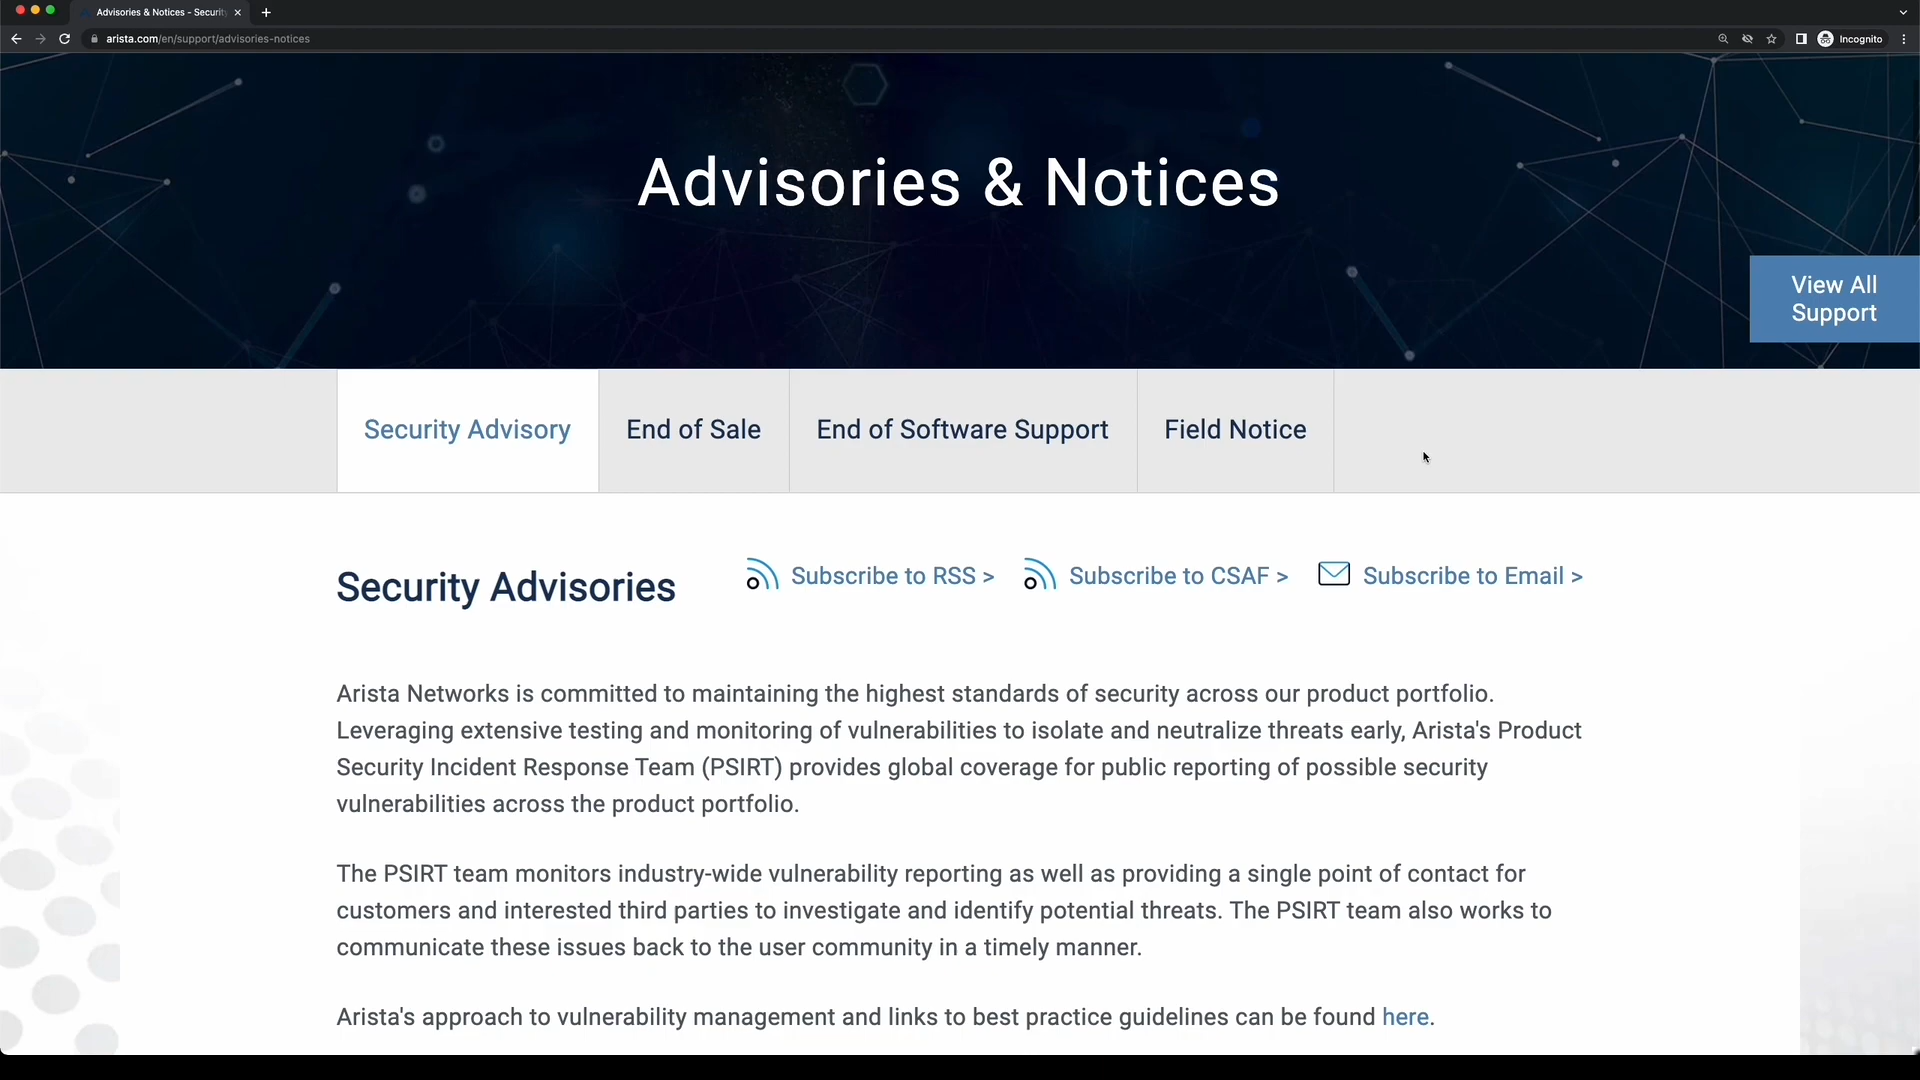 Advisories & Notices - Securit
arista.com/en/support/advisories-notices
Incognito
Advisories & Notices
View All
Support
Security Advisory
End of Sale
End of Software Support
Field Notice
Security Advisories
Subscribe to RSS >
Subscribe to CSAF >
Subscribe to Email >
Arista Networks is committed to maintaining the highest standards of security across our product portfolio.
Leveraging extensive testing and monitoring of vulnerabilities to isolate and neutralize threats early, Arista's Product
Security Incident Response Team (PSIRT) provides global coverage for public reporting of possible security
vulnerabilities across the product portfolio.
The PSIRT team monitors industry-wide vulnerability reporting as well as providing a single point of contact for
customers and interested third parties to investigate and identify potential threats. The PSIRT team also works to
communicate these issues back to the user community in a timely manner.
Arista's approach to vulnerability management and links to best practice guidelines can be found here.